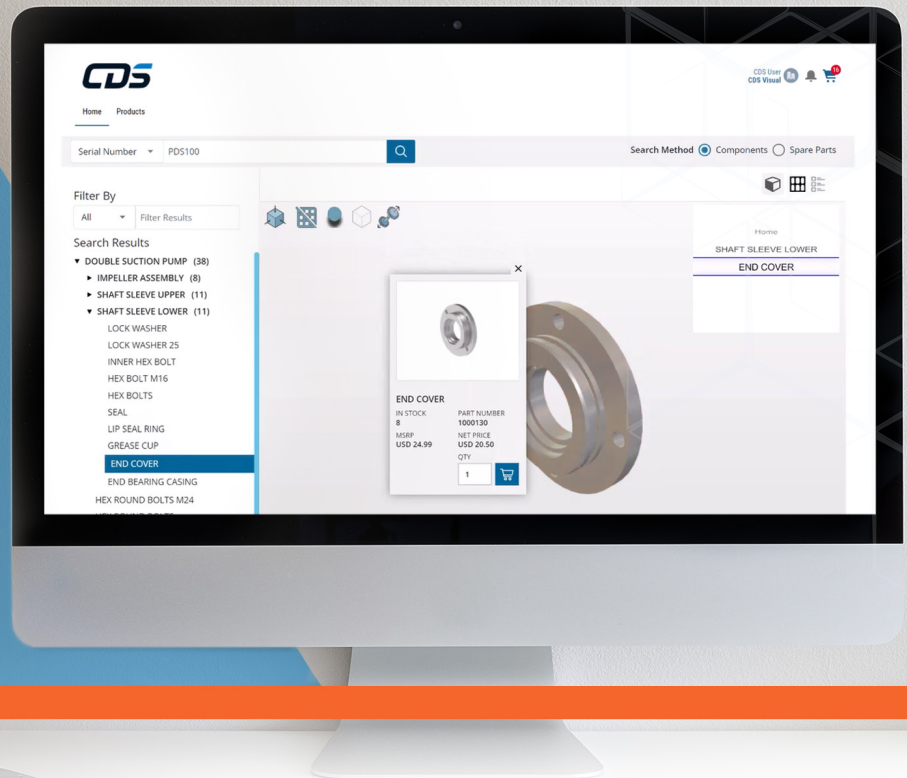 CDS
CDS User
CDS Visual
16
Home Products
Serial Number PDS100
Search Method Components Spare Parts
Filter By
All Filter Results
Search Results
DOUBLE SUCTION PUMP (38)
IMPELLER ASSEMBLY (8)
SHAFT SLEEVE UPPER (11)
SHAFT SLEEVE LOWER (11)
LOCK WASHER
LOCK WASHER 25
INNER HEX BOLT
HEX BOLT M16
HEX BOLTS
SEAL
LIP SEAL RING
GREASE CUP
END COVER
END BEARING CASING
HEX ROUND BOLTS M24
Home
SHAFT SLEEVE LOWER
END COVER
END COVER
IN STOCK PART NUMBER
8 1000130
MSRP NET PRICE
USD 24.99 USD 20.50
QTY
1